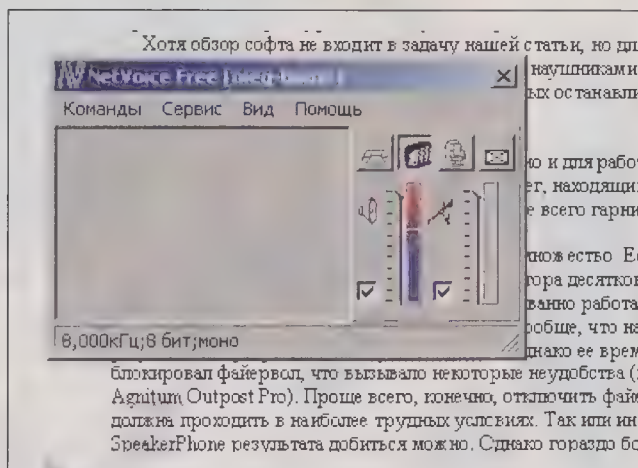 Хотя обзор софта не входит в задачу нашей статьи, но дл
NetVoice Free
наушниками
Команды Сервис Вид Помощь
ых останавли
но и для рабо
ег, находящи
е всего гарни
множество Е
тора десятко
ванно работа
8,000кГц;8 бит;моно
ообще, что н
днако ее врем
блокировал файервол, что вызывало некоторые неудобства (
Agnitum Outpost Pro). Проще всего, конечно, отключить фай
должна проходить в наиболее трудных условиях. Так или ин
SpeakerPhone результата добиться можно. Однако гораздо бо